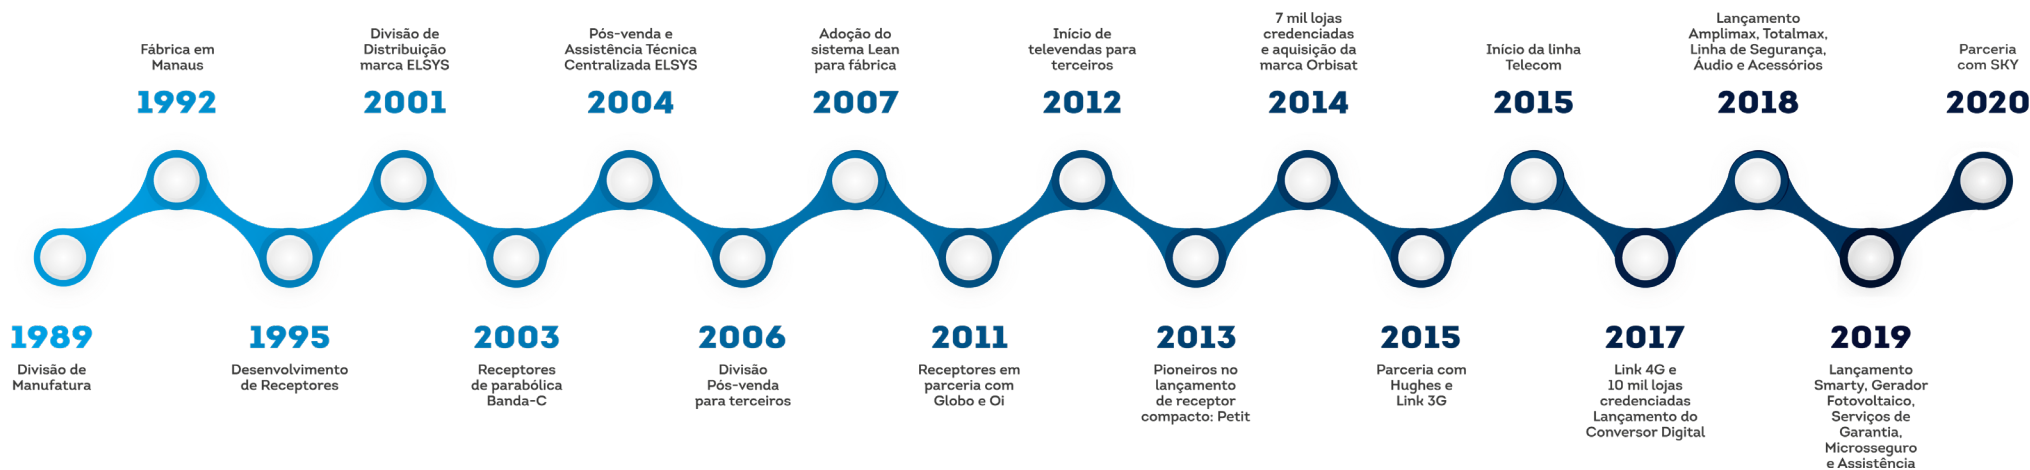 Fábrica em
Manaus
1992
Divisão de
Distribuição
marca ELSYS
2001
Pós-venda e
Assistência Técnica
Centralizada ELSYS
2004
Adoção do
sistema Lean
para fábrica
2007
Início de
televendas para
terceiros
2012
7 mil lojas
credenciadas
e aquisição da
marca Orbisat
2014
Início da linha
Telecom
2015
Lançamento
Amplimax, Totalmax,
Linha de Segurança,
Áudio e Acessórios
2018
Parceria
com SKY
2020
1989
Divisão de
Manufatura
1995
Desenvolvimento
de Receptores
2003
Receptores
de parabólica
Banda-C
2006
Divisão
Pós-venda
para terceiros
2011
Receptores em
parceria com
Globo e Oi
2013
Pioneiros no
lançamento
de receptor
compacto: Petit
2015
Parceria com
Hughes e
Link 3G
2017
Link 4G e
10 mil lojas
credenciadas
Lançamento do
Conversor Digital
2019
Lançamento
Smarty, Gerador
Fotovoltaico,
Serviços de
Garantia,
Microsseguro
e Assistência